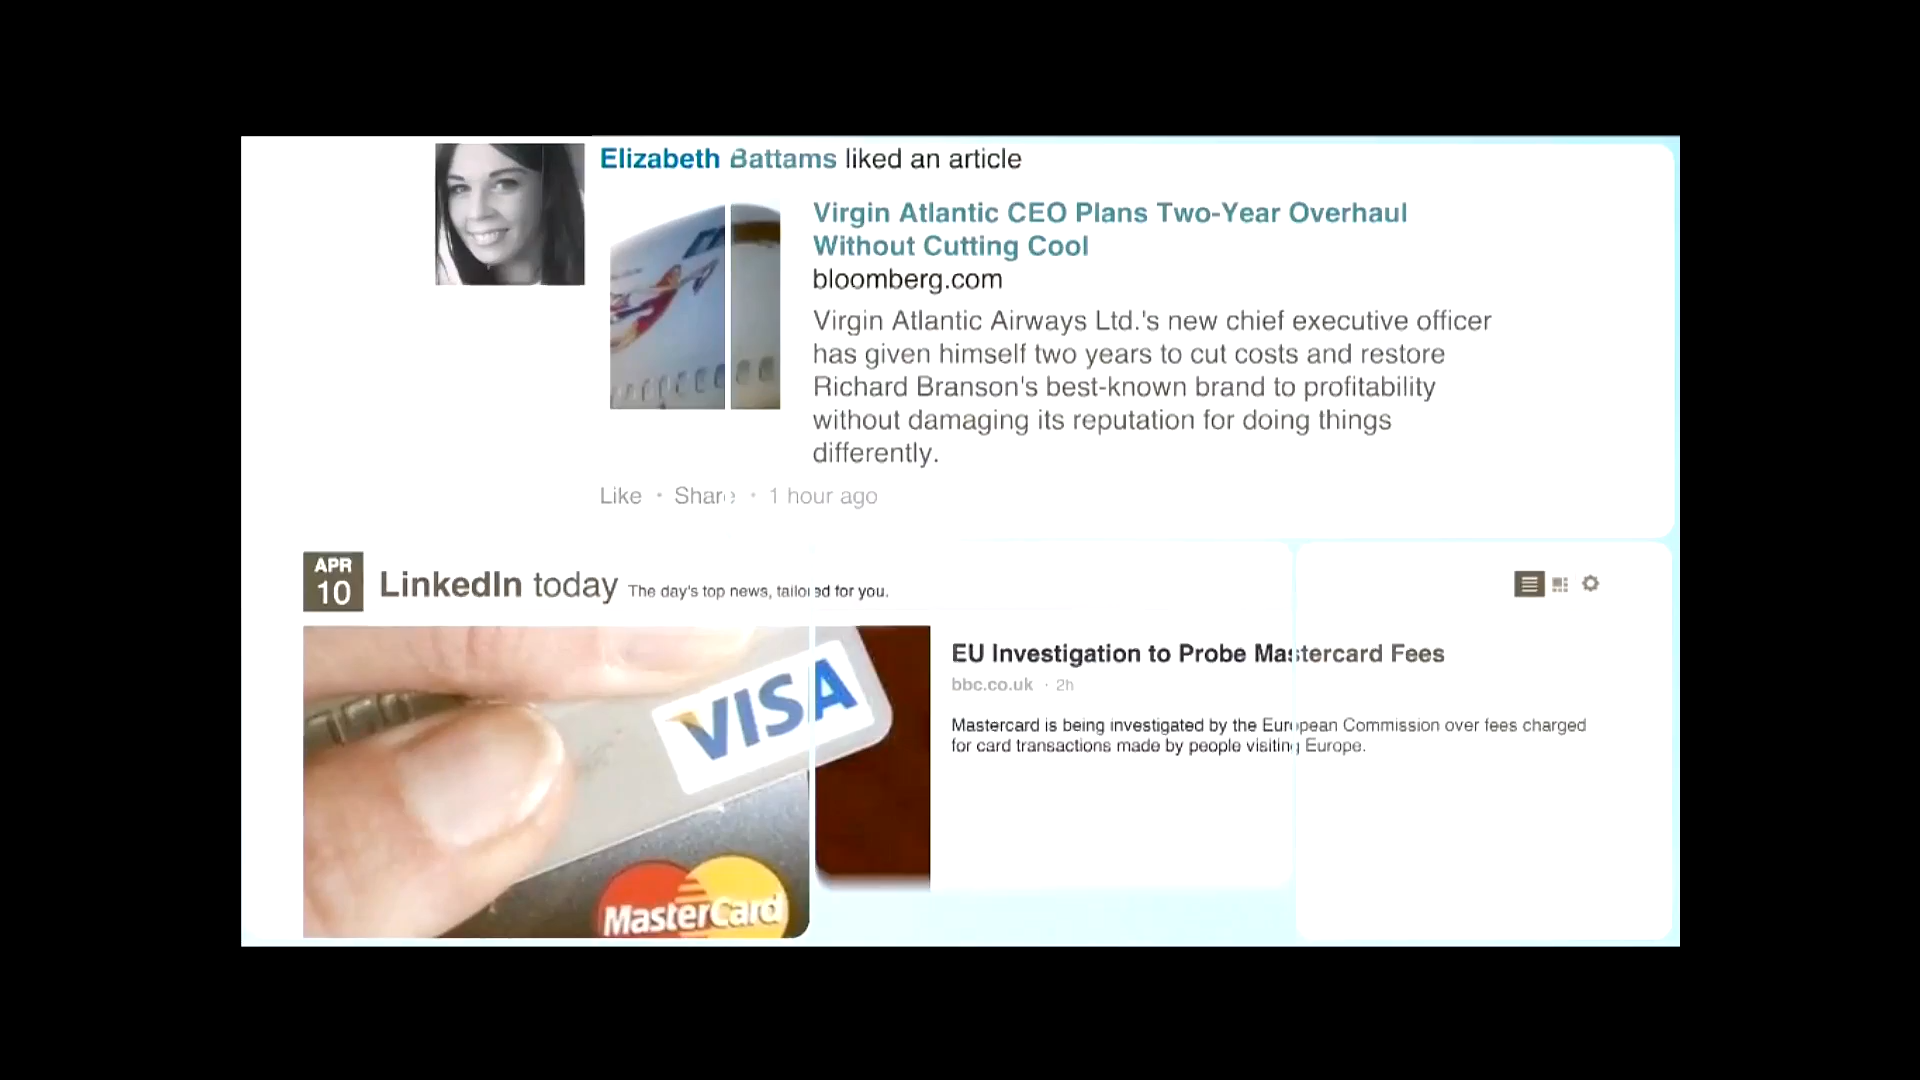 Elizabeth Battams liked an article
Virgin Atlantic CEO Plans Two-Year Overhaul
Without Cutting Cool
bloomberg.com
Virgin Atlantic Airways Ltd.'s new chief executive officer
has given himself two years to cut costs and restore
Richard Branson's best-known brand to profitability
without damaging its reputation for doing things
differently.
Like · Share · 1 hour ago
APR
10
LinkedIn today The day's top news, tailored for you.
VISA
MasterCard
EU Investigation to Probe Mastercard Fees
bbc.co.uk · 2h
Mastercard is being investigated by the European Commission over fees charged
for card transactions made by people visiting Europe.